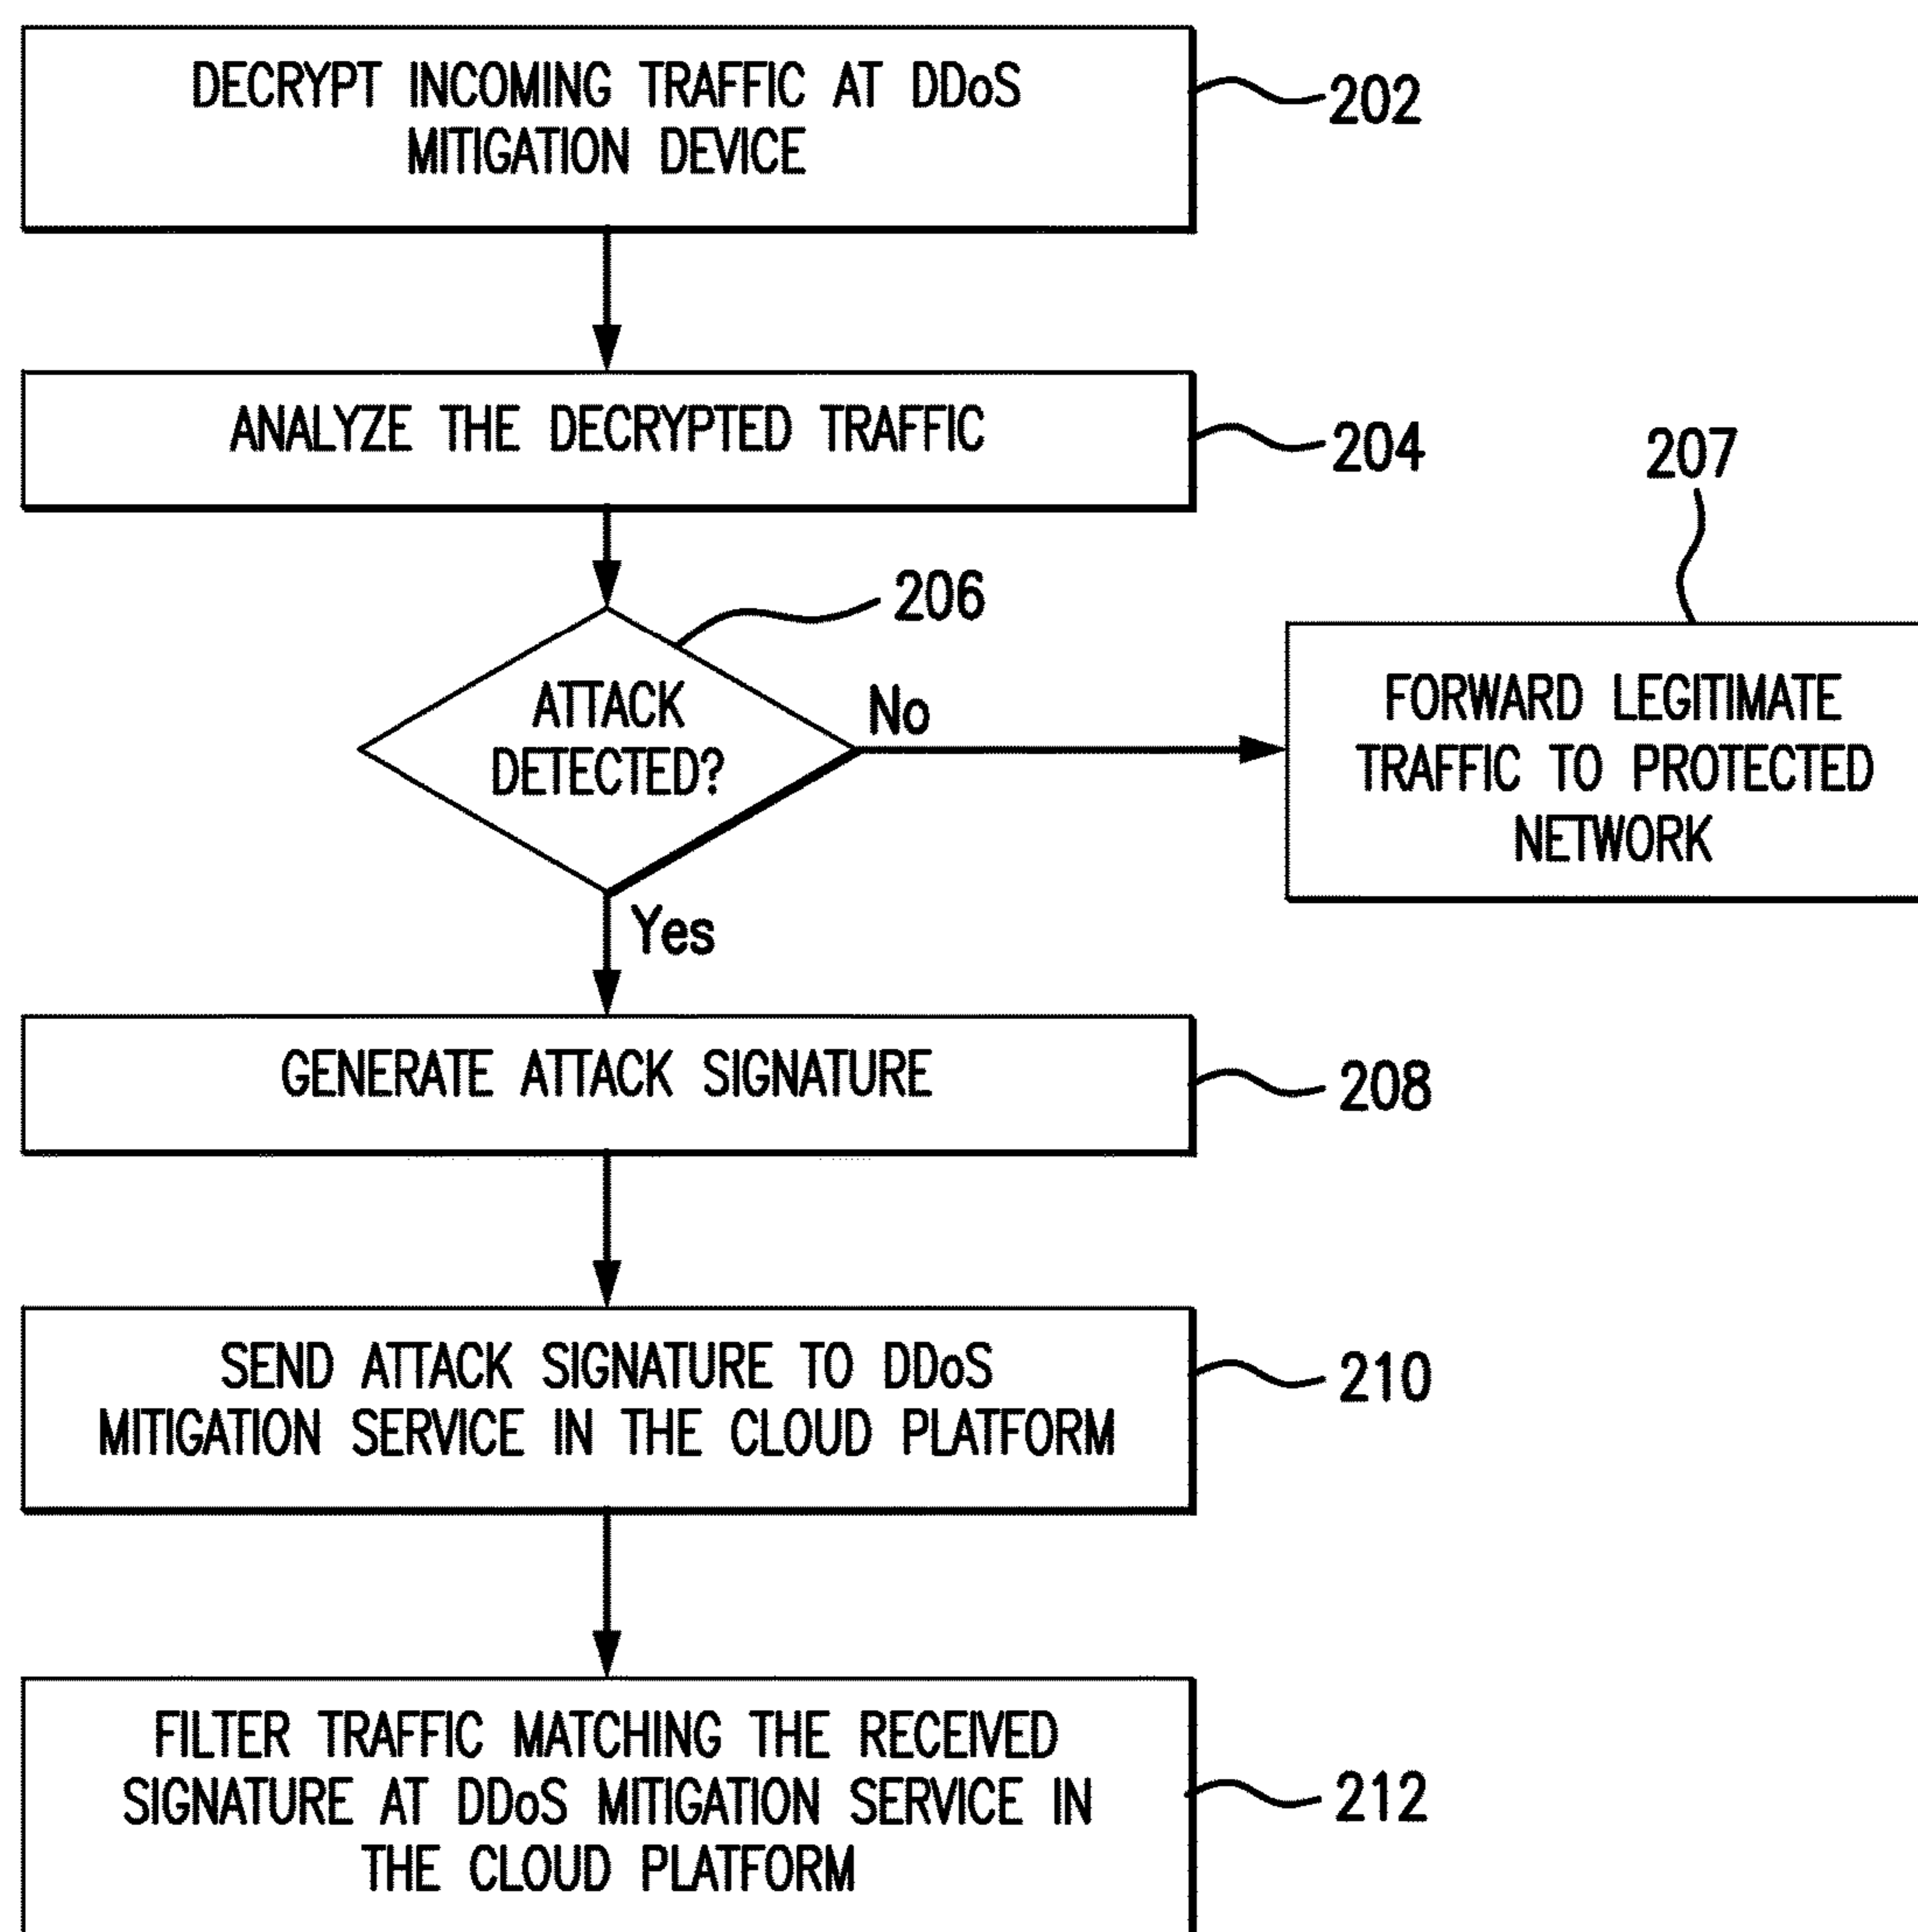 DECRYPT INCOMING TRAFFIC AT DDoS
MITIGATION DEVICE
202
ANALYZE THE DECRYPTED TRAFFIC
204
207
206
ATTACK
DETECTED?
No
FORWARD LEGITIMATE
TRAFFIC TO PROTECTED
NETWORK
Yes
GENERATE ATTACK SIGNATURE
208
SEND ATTACK SIGNATURE TO DDoS
MITIGATION SERVICE IN THE CLOUD PLATFORM
210
FILTER TRAFFIC MATCHING THE RECEIVED
SIGNATURE AT DDoS MITIGATION SERVICE IN
THE CLOUD PLATFORM
212